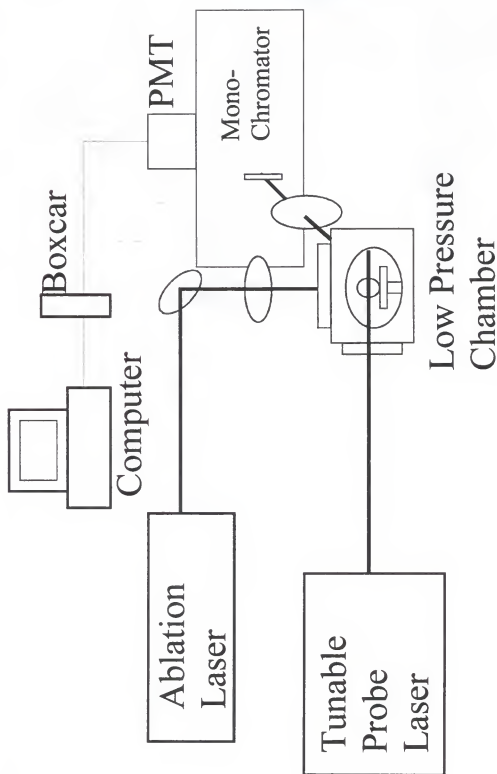 Computer
Boxcar
PMT
Mono-
Chromator
Ablation
Laser
Tunable
Probe
Laser
Low Pressure
Chamber